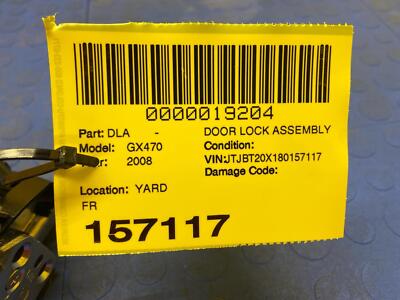 0000019204
Part: DLA - DOOR LOCK ASSEMBLY
Model: GX470 Condition:
2008 VIN:JTJBT20X180157117
Damage Code:
Location: YARD
FR
157117